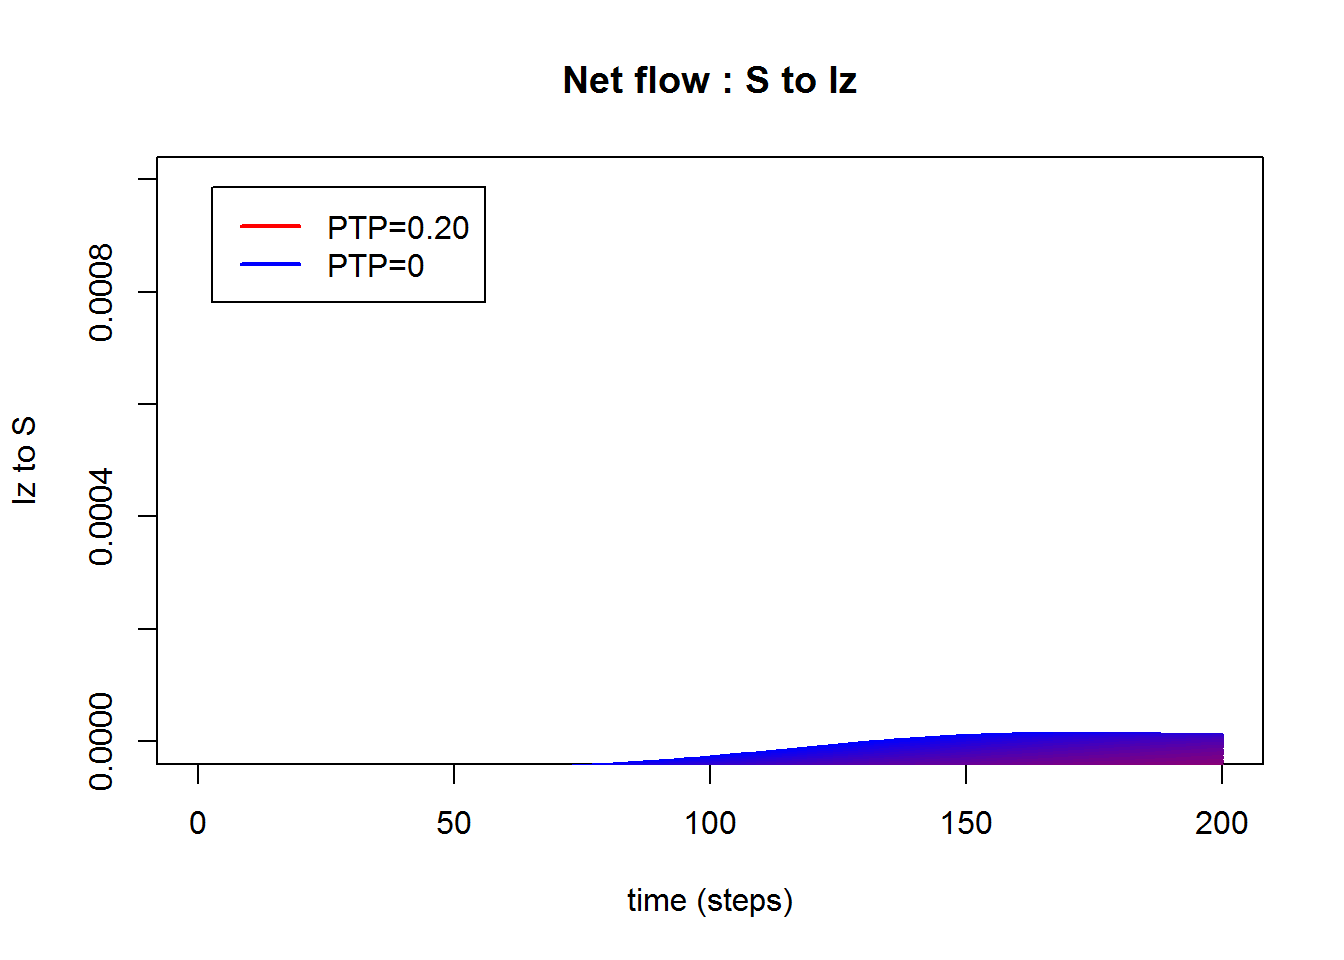 Net flow : S to Iz
PTP=0.20
PTP=0
0.0008
0.0004
0.0000
Iz to S
0 50 100 150 200
time (steps)